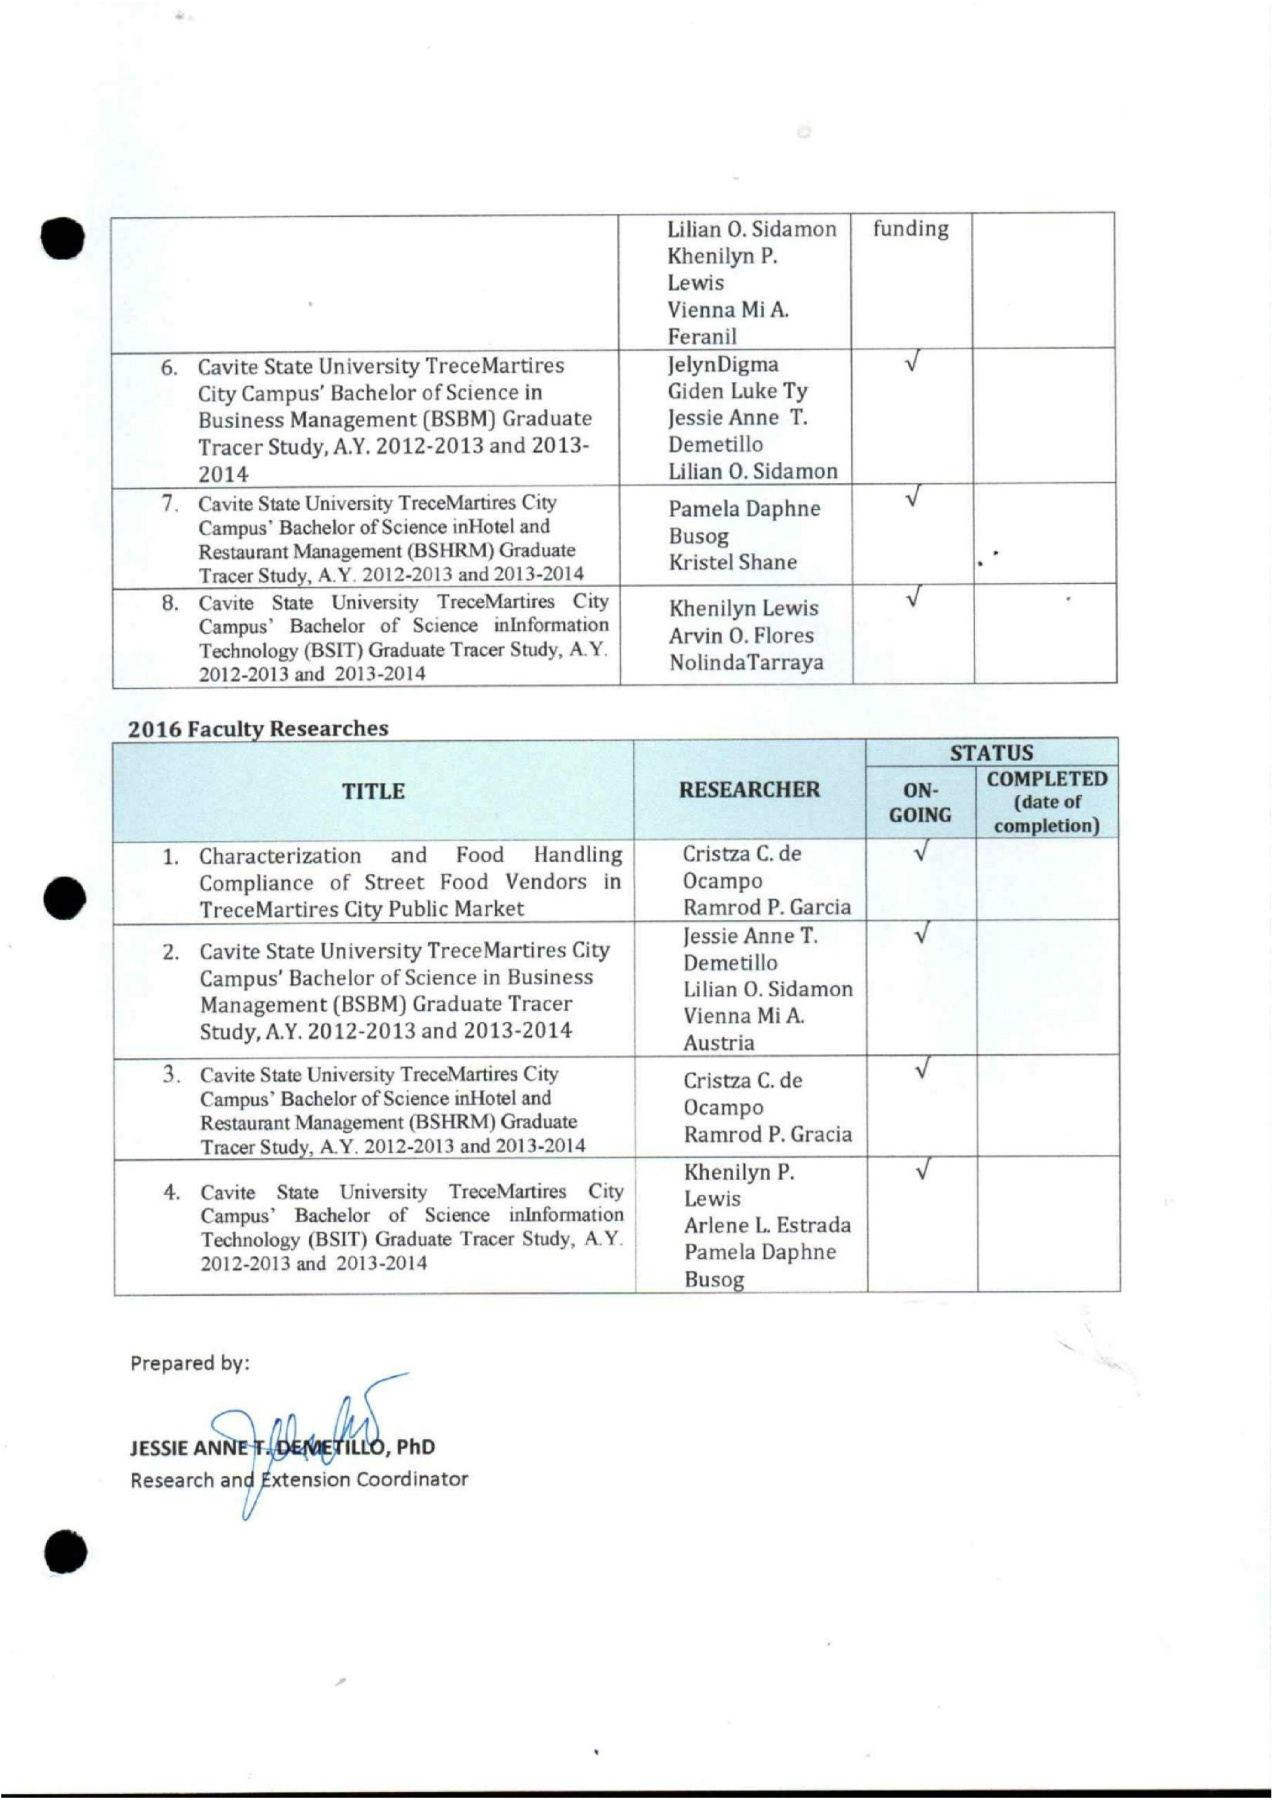 Lilian O. Sidamon funding
Khenilyn P.
Lewis
Vienna Mi A.
Feranil
6. Cavite State University TreceMartires
City Campus' Bachelor of Science in
Business Management (BSBM) Graduate
Tracer Study, A.Y. 2012-2013 and 2013-
2014
JelynDigma √
Giden Luke Ty
Jessie Anne T.
Demetillo
Lilian O. Sidamon
7. Cavite State University TreceMartires City
Campus' Bachelor of Science inHotel and
Restaurant Management (BSHRM) Graduate
Tracer Study, A.Y. 2012-2013 and 2013-2014
Pamela Daphne √
Busog
Kristel Shane
8. Cavite State University TreceMartires City
Campus' Bachelor of Science inInformation
Technology (BSIT) Graduate Tracer Study, A.Y.
2012-2013 and 2013-2014
Khenilyn Lewis √
Arvin O. Flores
NolindaTarraya
2016 Faculty Researches
TITLE
RESEARCHER
STATUS
ON-
GOING
COMPLETED
(date of
completion)
1. Characterization and Food Handling
Compliance of Street Food Vendors in
TreceMartires City Public Market
Cristza C. de √
Ocampo
Ramrod P. Garcia
2. Cavite State University TreceMartires City
Campus' Bachelor of Science in Business
Management (BSBM) Graduate Tracer
Study, A.Y. 2012-2013 and 2013-2014
Jessie Anne T. √
Demetillo
Lilian O. Sidamon
Vienna Mi A.
Austria
3. Cavite State University TreceMartires City
Campus' Bachelor of Science inHotel and
Restaurant Management (BSHRM) Graduate
Tracer Study, A.Y. 2012-2013 and 2013-2014
Cristza C. de √
Ocampo
Ramrod P. Gracia
4. Cavite State University TreceMartires City
Campus' Bachelor of Science inInformation
Technology (BSIT) Graduate Tracer Study, A.Y.
2012-2013 and 2013-2014
Khenilyn P. √
Lewis
Arlene L. Estrada
Pamela Daphne
Busog
Prepared by:
JESSIE ANNE T. DEMETILLO, PhD
Research and Extension Coordinator